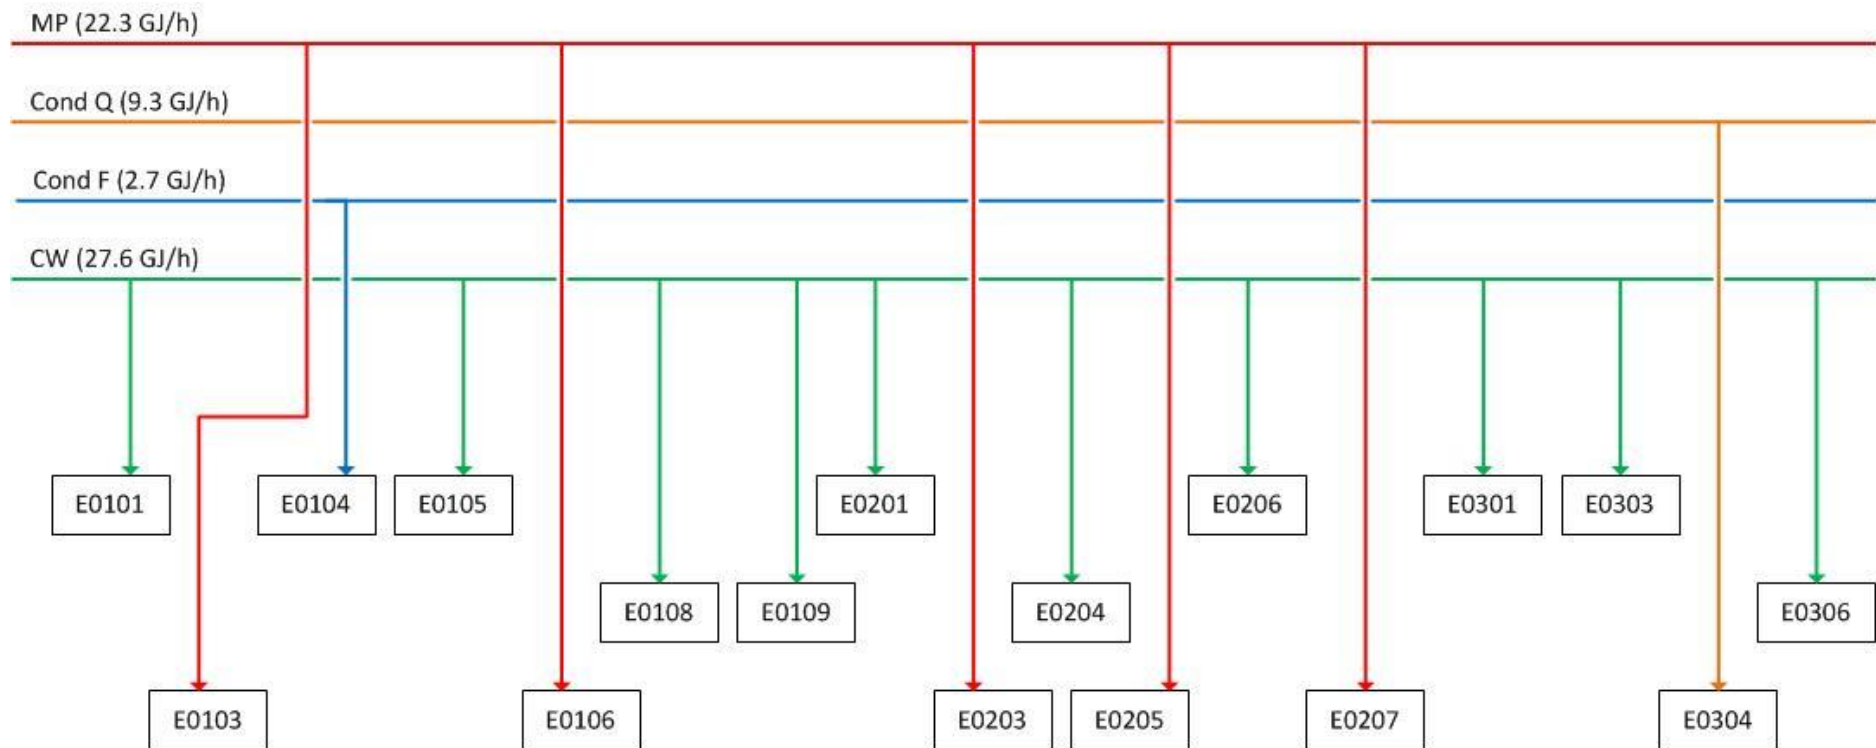 MP (22.3 GJ/h)
Cond Q (9.3 GJ/h)
Cond F (2.7 GJ/h)
CW (27.6 GJ/h)
E0101
E0104
E0105
E0201
E0206
E0301
E0303
E0108
E0109
E0204
E0306
E0103
E0106
E0203
E0205
E0207
E0304